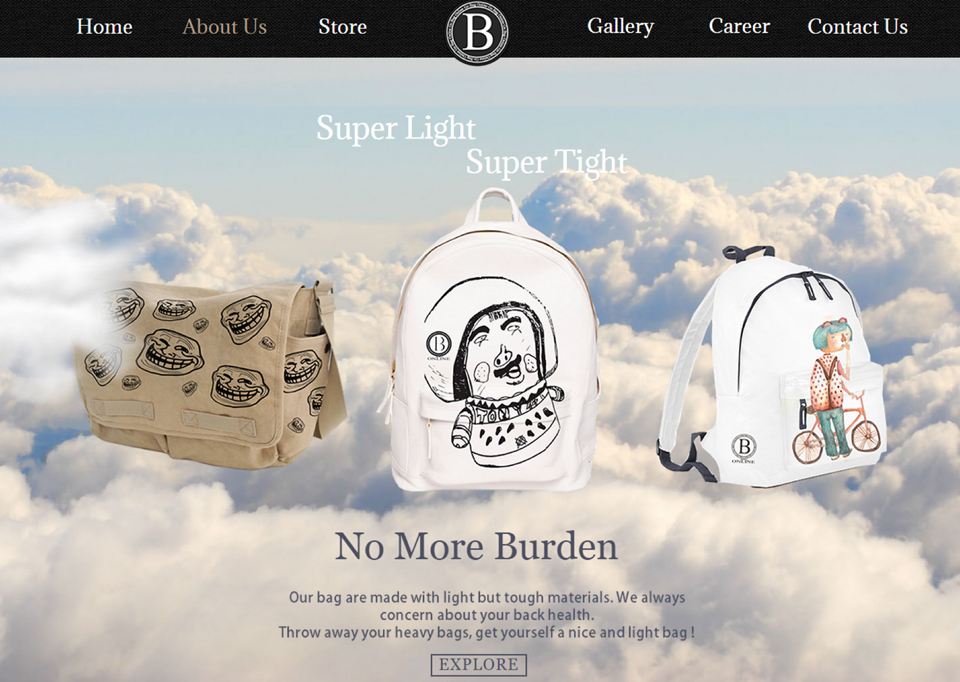 Home About Us Store B Gallery Career Contact Us
Super Light
Super Tight
B
ONLINE
TONY
B
ONLINE
No More Burden
Our bag are made with light but tough materials. We always
concern about your back health.
Throw away your heavy bags, get yourself a nice and light bag !
EXPLORE